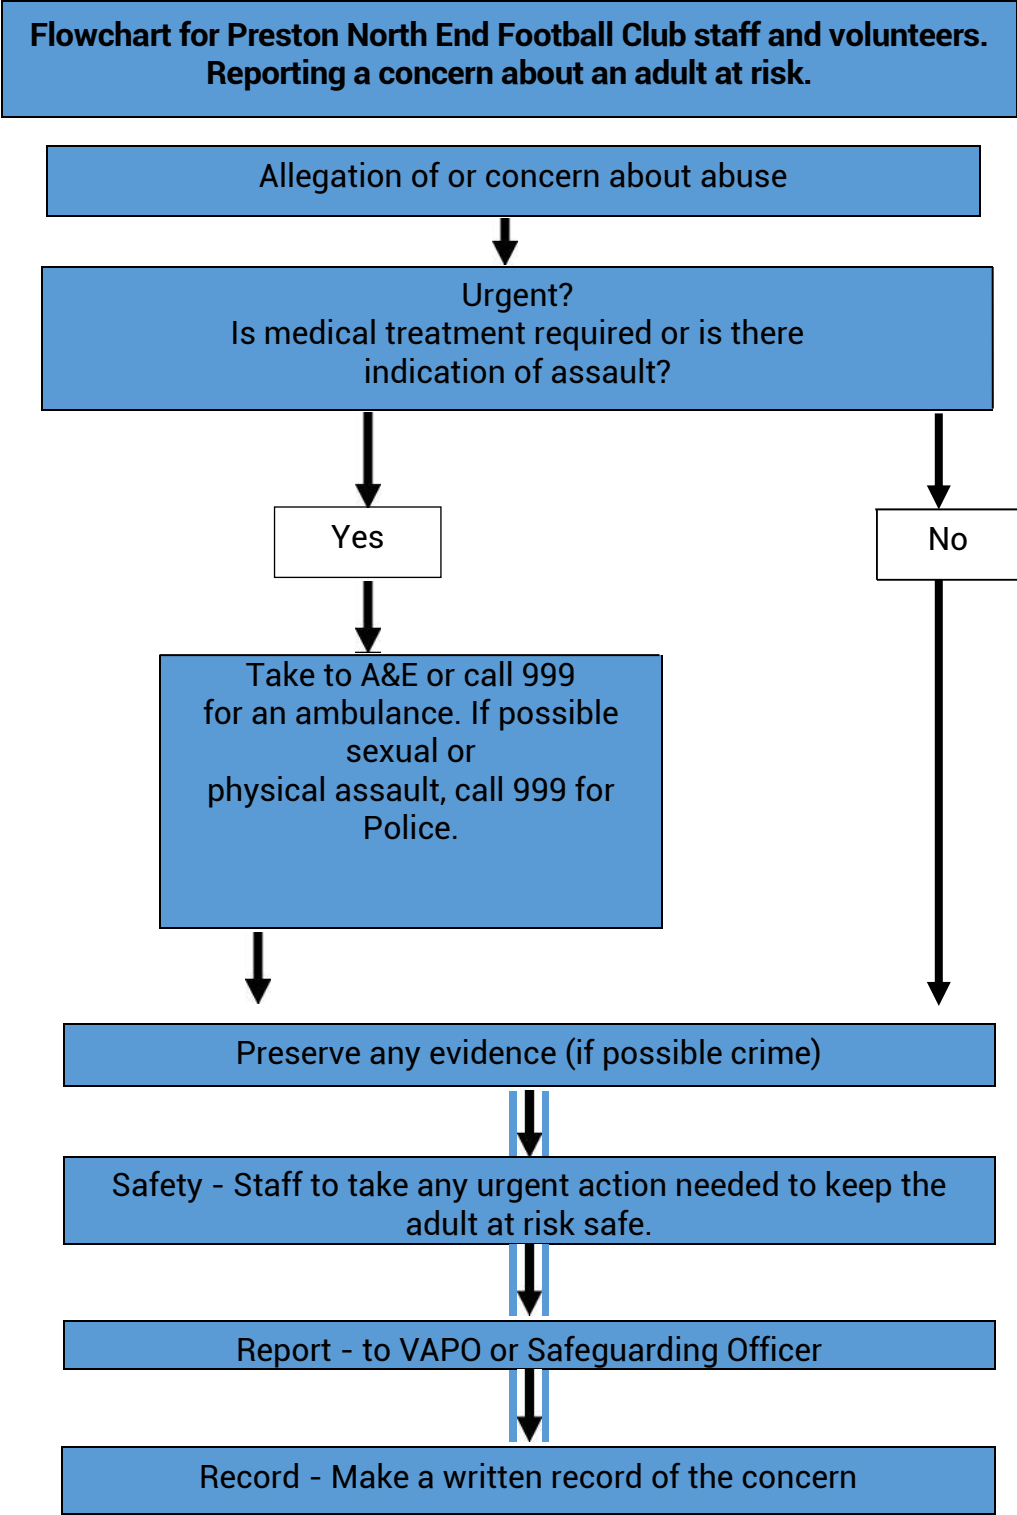 Flowchart for Preston North End Football Club staff and volunteers.
Reporting a concern about an adult at risk.
Allegation of or concern about abuse
Urgent?
Is medical treatment required or is there
indication of assault?
Yes
No
Take to A&E or call 999
for an ambulance. If possible
sexual or
physical assault, call 999 for
Police.
Preserve any evidence (if possible crime)
Safety - Staff to take any urgent action needed to keep the
adult at risk safe.
Report - to VAPO or Safeguarding Officer
Record - Make a written record of the concern